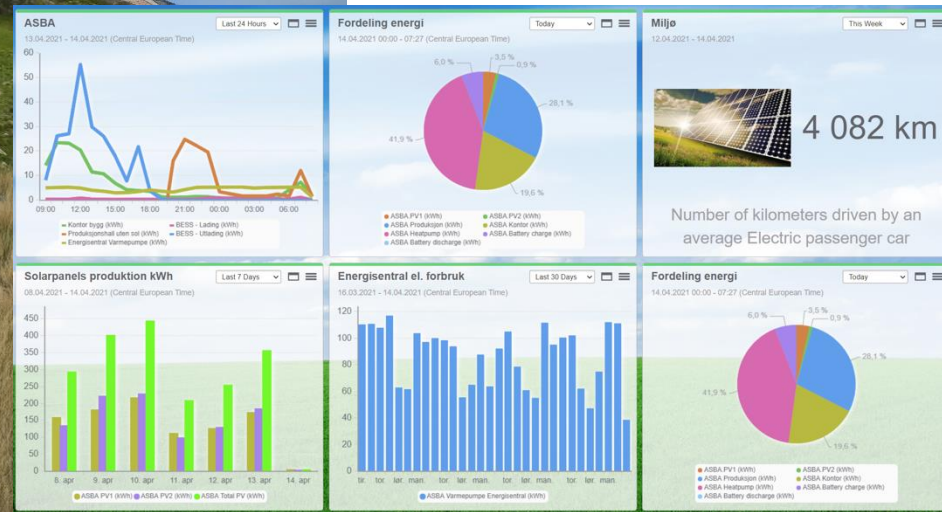 ASBA
Last 24 Hours
13.04.2021 - 14.04.2021 (Central European Time)
60
50
40
30
20
10
0
09:00 12:00 15:00 18:00 21:00 00:00 03:00 06:00
Kontor bygg (kWh) BESS - Lading (kWh)
Produksjonshall uten sol (kWh) BESS - Utlading (kWh)
Energisentral Varmepumpe (kWh)
Fordeling energi
Today
14.04.2021 00:00 - 07:27 (Central European Time)
6,0 %
3,5 %
0,9 %
28,1 %
41,9 %
19,6 %
ASBA PV1 (kWh) ASBA PV2 (kWh)
ASBA Produksjon (kWh) ASBA Kontor (kWh)
ASBA Heatpump (kWh) ASBA Battery charge (kWh)
ASBA Battery discharge (kWh)
Miljø
This Week
12.04.2021 - 14.04.2021
4 082 km
Number of kilometers driven by an
average Electric passenger car
Solarpanels produktion kWh
Last 7 Days
08.04.2021 - 14.04.2021 (Central European Time)
450
400
350
300
250
200
150
100
50
0
8. apr 9. apr 10. apr 11. apr 12. apr 13. apr 14. apr
ASBA PV1 (kWh) ASBA PV2 (kWh) ASBA Total PV (kWh)
Energisentral el. forbruk
Last 30 Days
16.03.2021 - 14.04.2021 (Central European Time)
120
100
80
60
40
20
0
tir. tor. lør. man. tor. lør. man. tor. lør. man. tor. lør. man.
ASBA Varmepumpe Energisentral (kWh)
Fordeling energi
Today
14.04.2021 00:00 - 07:27 (Central European Time)
6,0 %
3,5 %
0,9 %
28,1 %
41,9 %
19,6 %
ASBA PV1 (kWh) ASBA PV2 (kWh)
ASBA Produksjon (kWh) ASBA Kontor (kWh)
ASBA Heatpump (kWh) ASBA Battery charge (kWh)
ASBA Battery discharge (kWh)